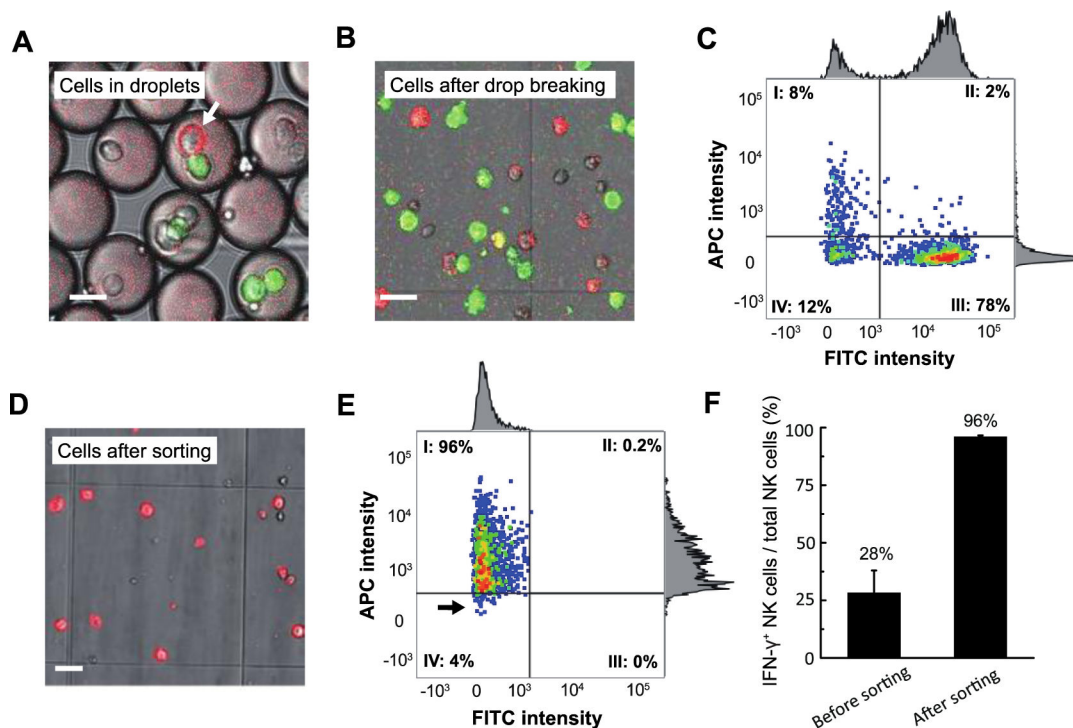 A
Cells in droplets
B
Cells after drop breaking
C
I: 8%
II: 2%
IV: 12%
III: 78%
10⁵
10⁴
10³
0
-10³
-10³
0
10³
10⁴
10⁵
APC intensity
FITC intensity
D
Cells after sorting
E
I: 96%
II: 0.2%
IV: 4%
III: 0%
10⁵
10⁴
10³
0
-10³
-10³
0
10³
10⁴
10⁵
APC intensity
FITC intensity
F
IFN-γ⁺ NK cells / total NK cells (%)
100
75
50
25
0
28%
96%
Before sorting
After sorting